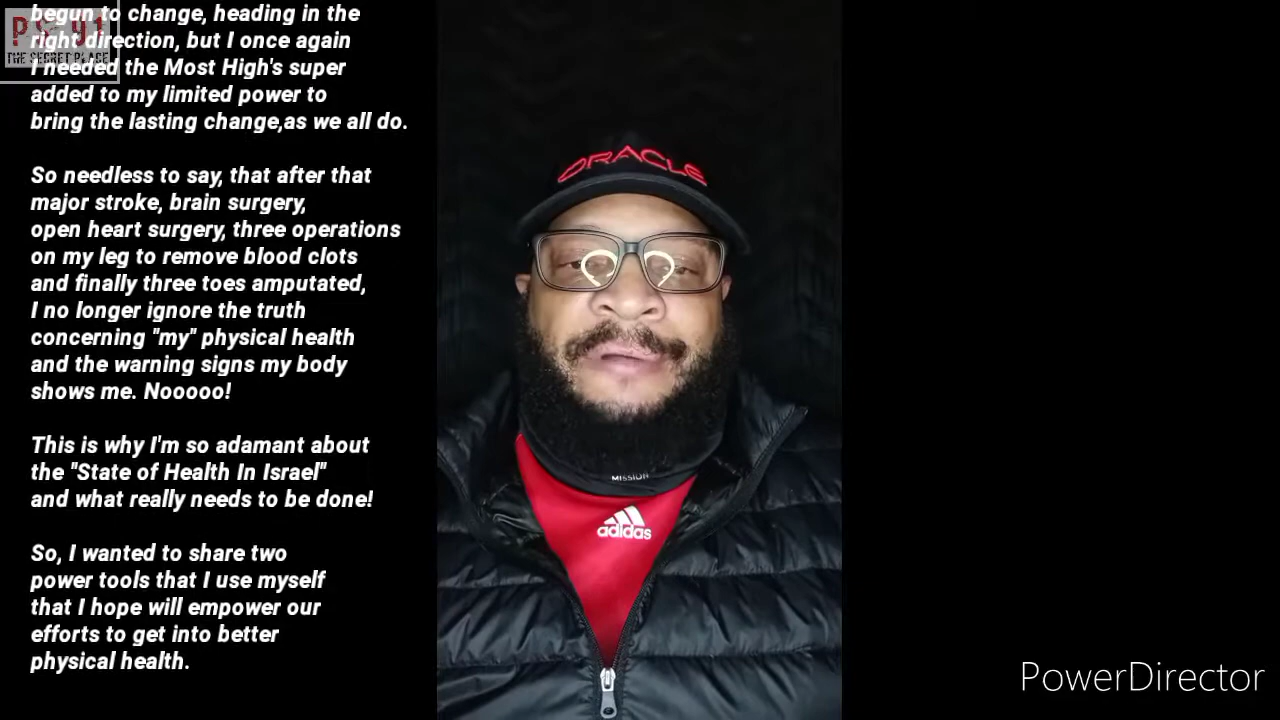 begun to change, heading in the
right direction, but I once again
I needed the Most High's super
added to my limited power to
bring the lasting change,as we all do.
So needless to say, that after that
major stroke, brain surgery,
open heart surgery, three operations
on my leg to remove blood clots
and finally three toes amputated,
I no longer ignore the truth
concerning "my" physical health
and the warning signs my body
shows me. Nooooo!
This is why I'm so adamant about
the "State of Health In Israel"
and what really needs to be done!
So, I wanted to share two
power tools that I use myself
that I hope will empower our
efforts to get into better
physical health.
PS 91
THE SECRET PLACE
ORACLE
MISSION
adidas
PowerDirector